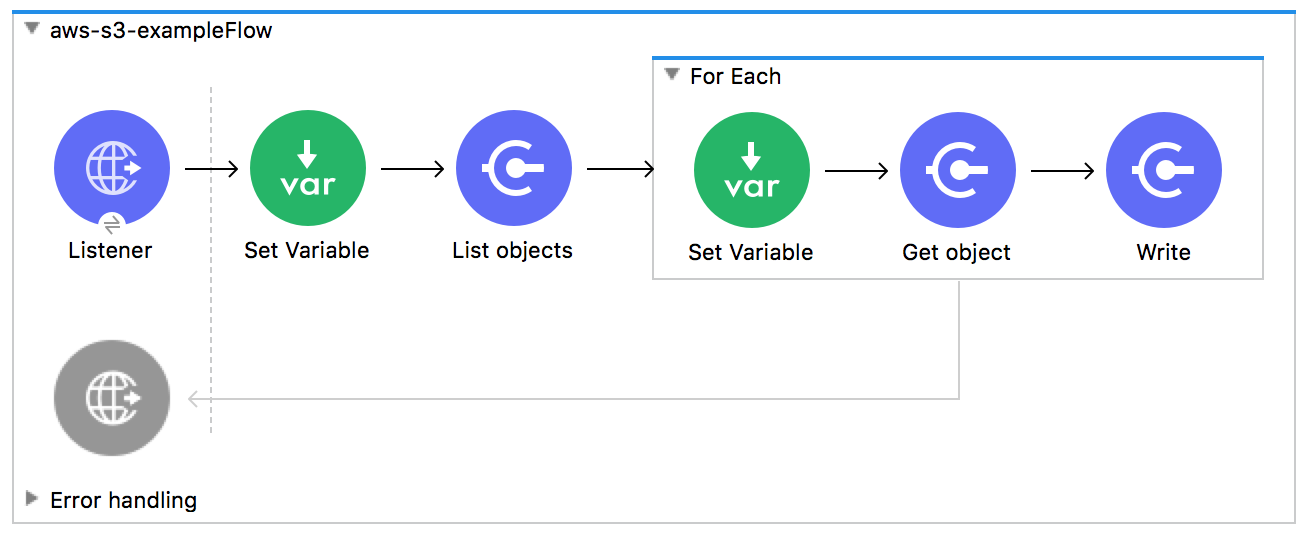 aws-s3-exampleFlow
For Each
var
var
Listener
Set Variable
List objects
Set Variable
Get object
Write
Error handling